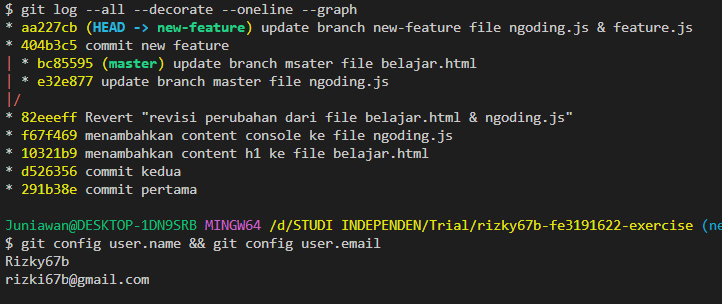 $ git log --all --decorate --oneline --graph
* aa227cb (HEAD -> new-feature) update branch new-feature file ngoding.js & feature.js
* 404b3c5 commit new feature
| * bc85595 (master) update branch msater file belajar.html
| * e32e877 update branch master file ngoding.js
|/
* 82eeeff Revert "revisi perubahan dari file belajar.html & ngoding.js"
* f67f469 menambahkan content console ke file ngoding.js
* 10321b9 menambahkan content h1 ke file belajar.html
* d526356 commit kedua
* 291b38e commit pertama
Juniawan@DESKTOP-1DN9SRB MINGW64 /d/STUDI INDEPENDEN/Trial/rizky67b-fe3191622-exercise (ne
$ git config user.name && git config user.email
Rizky67b
rizki67b@gmail.com